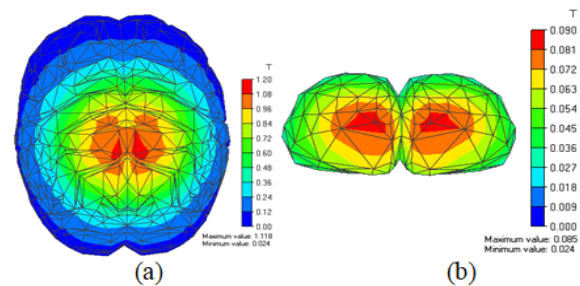 T
1.20
1.08
0.96
0.84
0.72
0.60
0.48
0.36
0.24
0.12
0.00
Maximum value: 1.118
Minimum value: 0.024
(a)
T
0.090
0.081
0.072
0.063
0.054
0.045
0.036
0.027
0.018
0.009
0.000
Maximum value: 0.085
Minimum value: 0.024
(b)